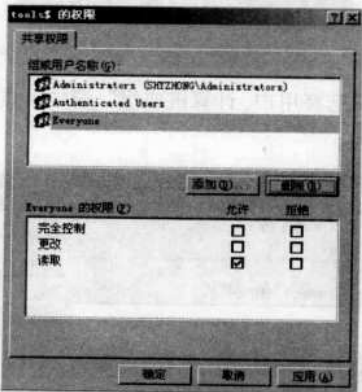 tools$ 的权限
共享权限
组或用户名称(G):
Administrators (SHTZHONG\Administrators)
Authenticated Users
Everyone
添加(D)... 删除(R)
Everyone 的权限(P) 允许 拒绝
完全控制
更改
读取
确定 取消 应用(A)